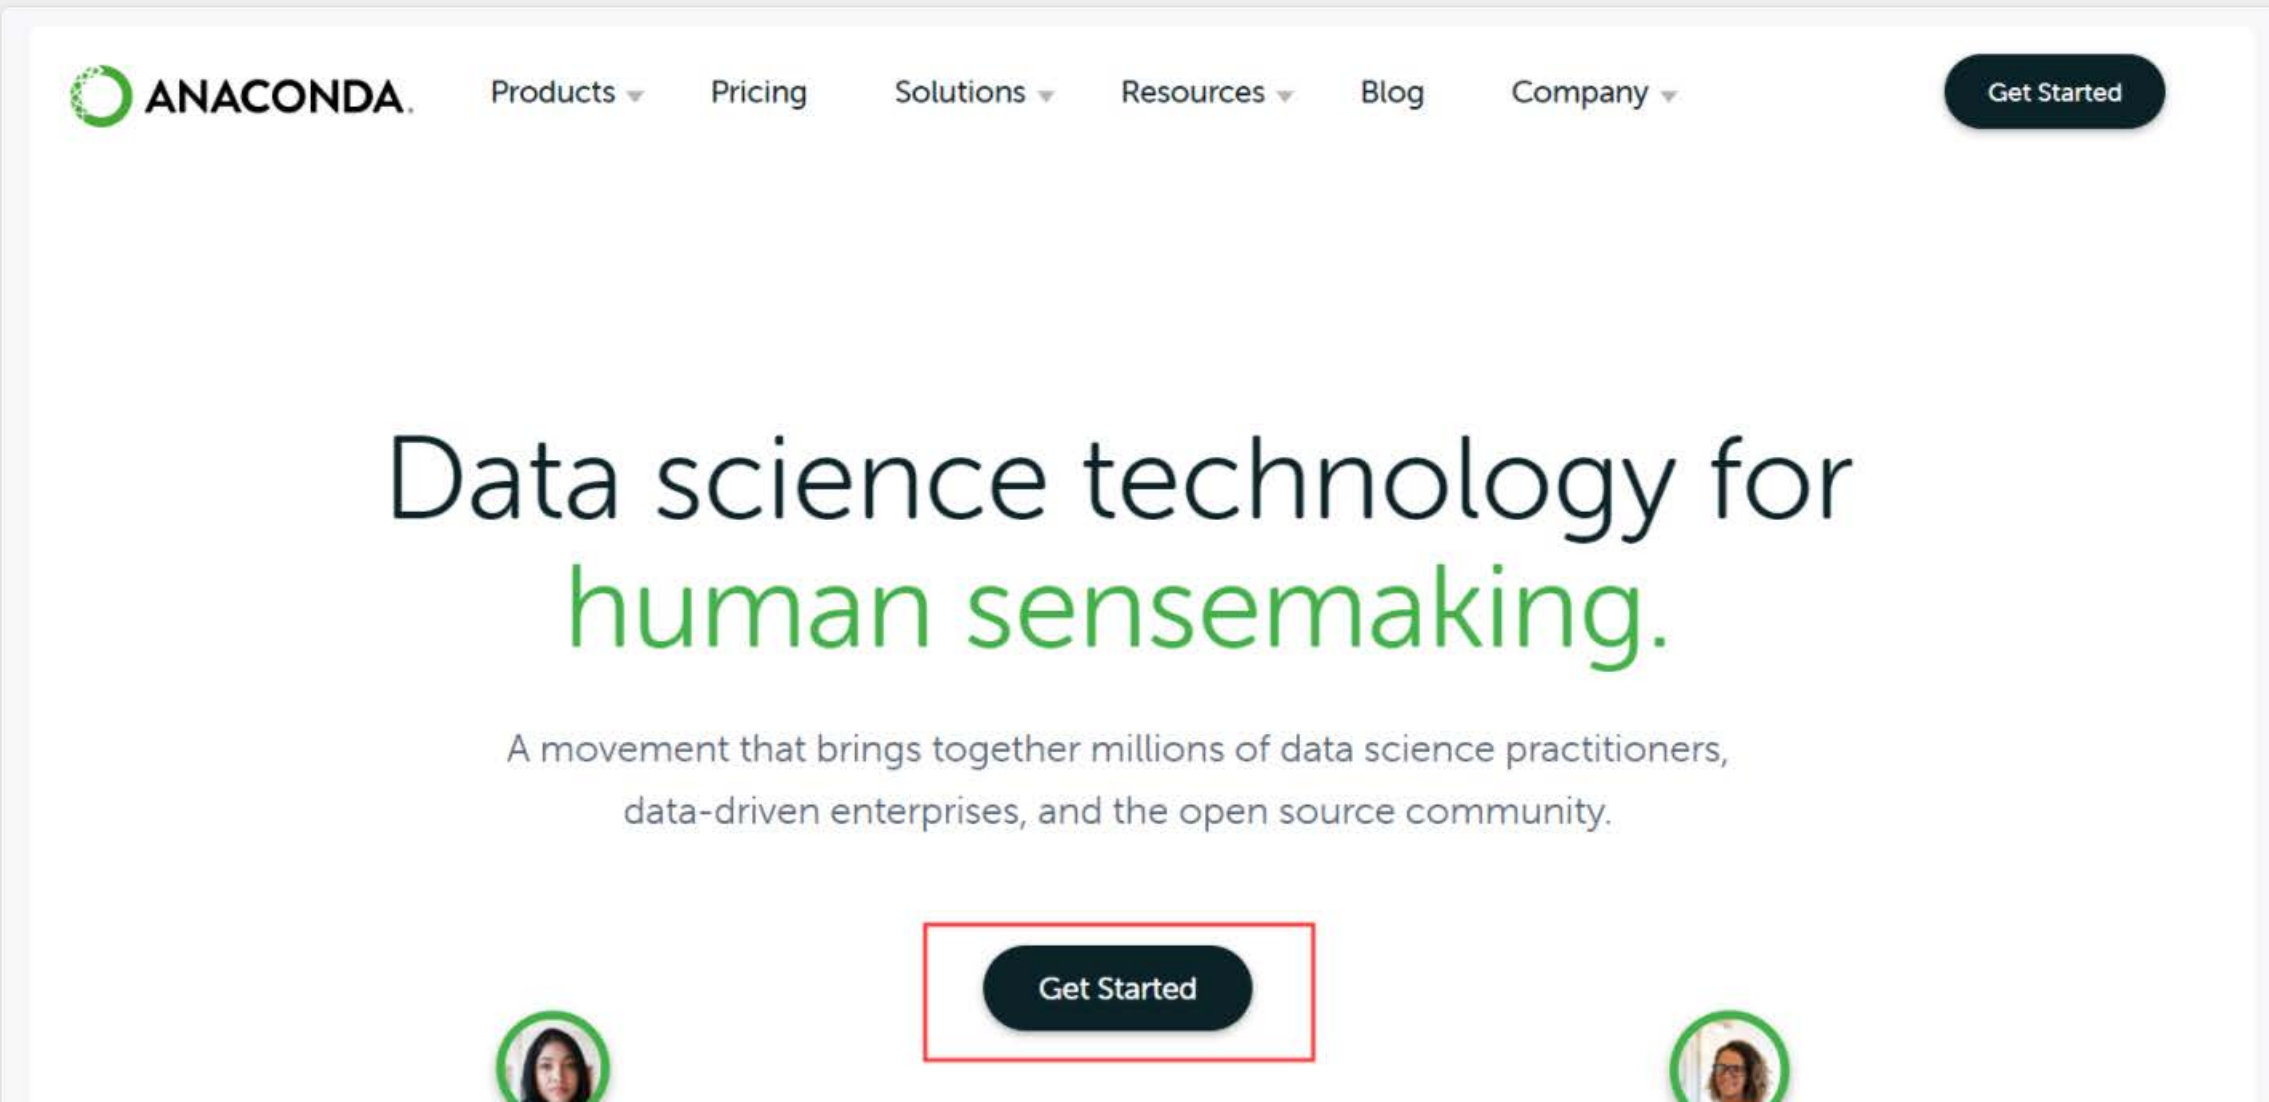 ANACONDA.
Products
Pricing
Solutions
Resources
Blog
Company
Get Started
Data science technology for
human sensemaking.
A movement that brings together millions of data science practitioners,
data-driven enterprises, and the open source community.
Get Started